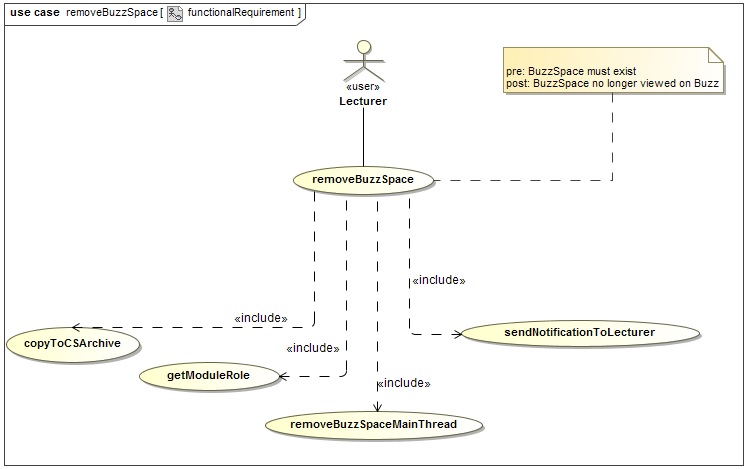 use case removeBuzzSpace [ functionalRequirement ]
pre: BuzzSpace must exist
post: BuzzSpace no longer viewed on Buzz
«user»
Lecturer
removeBuzzSpace
«include»
«include»
«include»
«include»
sendNotificationToLecturer
copyToCSArchive
getModuleRole
removeBuzzSpaceMainThread